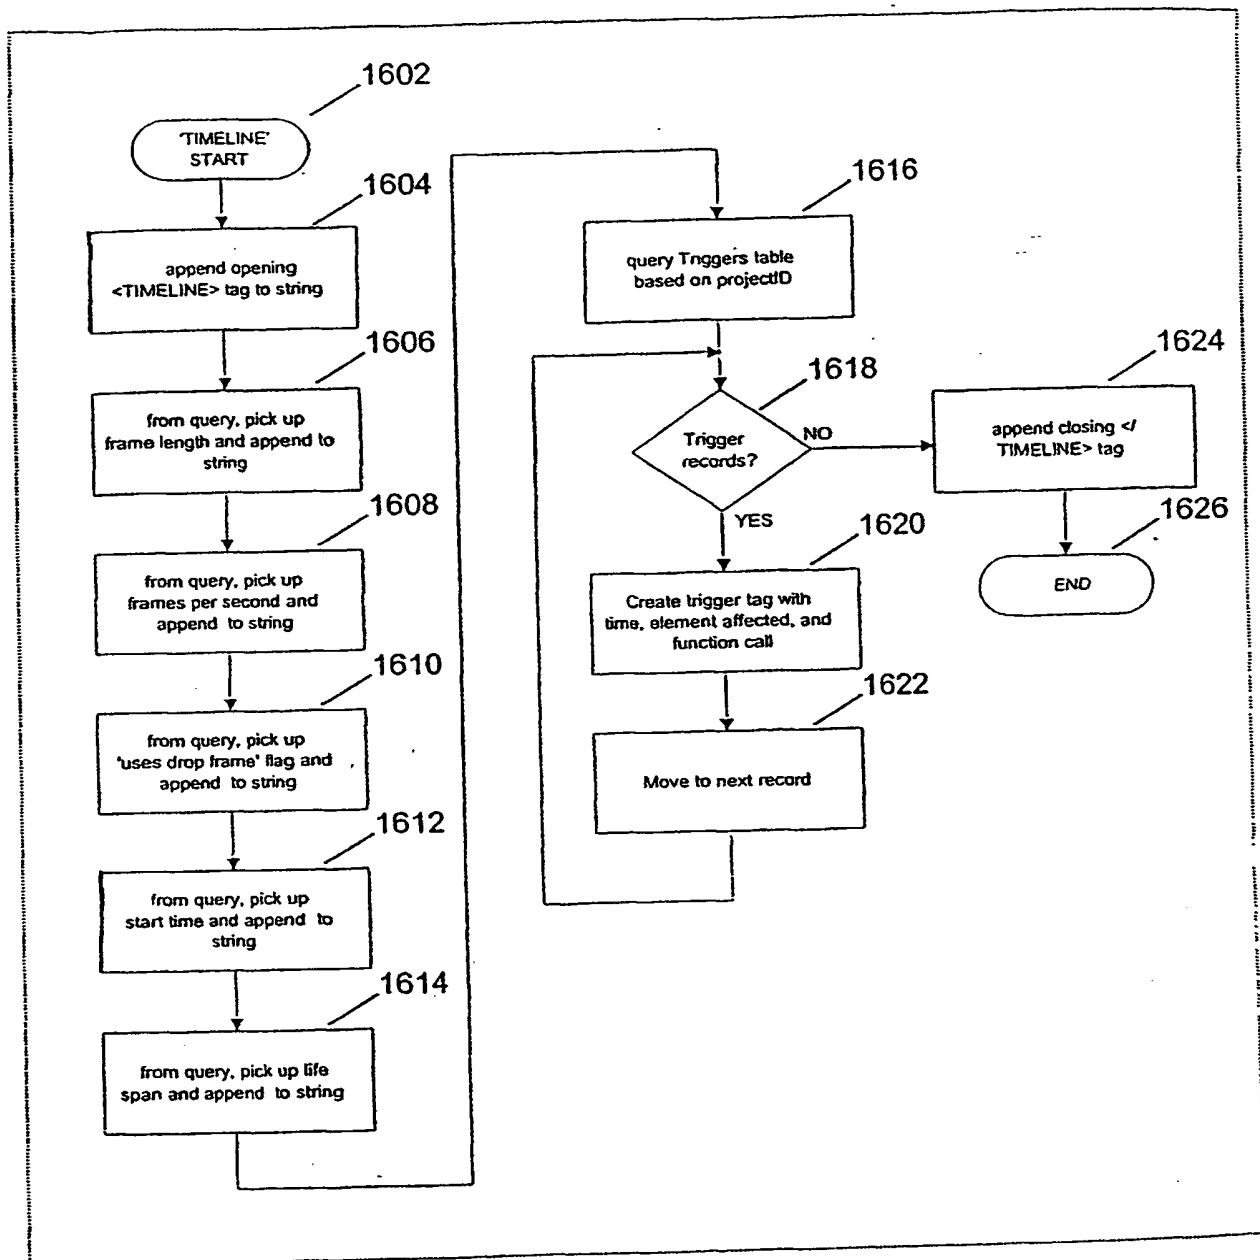 1602
'TIMELINE'
START
1604
append opening
<TIMELINE> tag to string
1606
from query, pick up
frame length and append to
string
1608
from query, pick up
frames per second and
append to string
1610
from query, pick up
'uses drop frame' flag and
append to string
1612
from query, pick up
start time and append to
string
1614
from query, pick up life
span and append to string
1616
query Triggers table
based on projectID
1618
Trigger
records?
NO
YES
1620
Create trigger tag with
time, element affected, and
function call
1622
Move to next record
1624
append closing </
TIMELINE> tag
1626
END